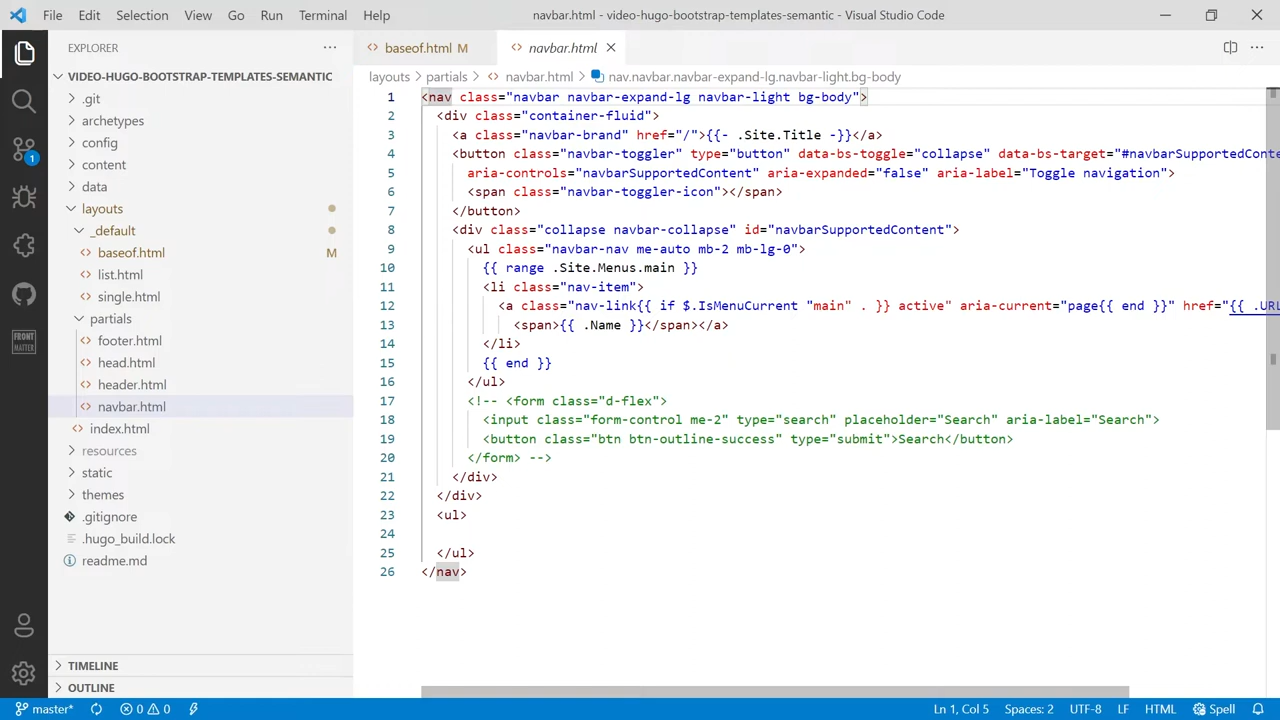 File Edit Selection View Go Run Terminal Help navbar.html - video-hugo-bootstrap-templates-semantic - Visual Studio Code
EXPLORER
VIDEO-HUGO-BOOTSTRAP-TEMPLATES-SEMANTIC
.git
archetypes
config
content
data
layouts
_default
baseof.html M
list.html
single.html
partials
footer.html
head.html
header.html
navbar.html
index.html
resources
static
themes
.gitignore
.hugo_build.lock
readme.md
TIMELINE
OUTLINE
1
FRONT
MATTER
baseof.html M navbar.html
layouts partials navbar.html nav.navbar.navbar-expand-lg.navbar-light.bg-body
1 <nav class="navbar navbar-expand-lg navbar-light bg-body">
2 <div class="container-fluid">
3 <a class="navbar-brand" href="/">{{- .Site.Title -}}</a>
4 <button class="navbar-toggler" type="button" data-bs-toggle="collapse" data-bs-target="#navbarSupportedConte
5 aria-controls="navbarSupportedContent" aria-expanded="false" aria-label="Toggle navigation">
6 <span class="navbar-toggler-icon"></span>
7 </button>
8 <div class="collapse navbar-collapse" id="navbarSupportedContent">
9 <ul class="navbar-nav me-auto mb-2 mb-lg-0">
10 {{ range .Site.Menus.main }}
11 <li class="nav-item">
12 <a class="nav-link{{ if $.IsMenuCurrent "main" . }} active" aria-current="page{{ end }}" href="{{ .URL
13 <span>{{ .Name }}</span></a>
14 </li>
15 {{ end }}
16 </ul>
17 <!-- <form class="d-flex">
18 <input class="form-control me-2" type="search" placeholder="Search" aria-label="Search">
19 <button class="btn btn-outline-success" type="submit">Search</button>
20 </form> -->
21 </div>
22 </div>
23 <ul>
24
25 </ul>
26 </nav>
master* 0 0 Ln 1, Col 5 Spaces: 2 UTF-8 LF HTML Spell